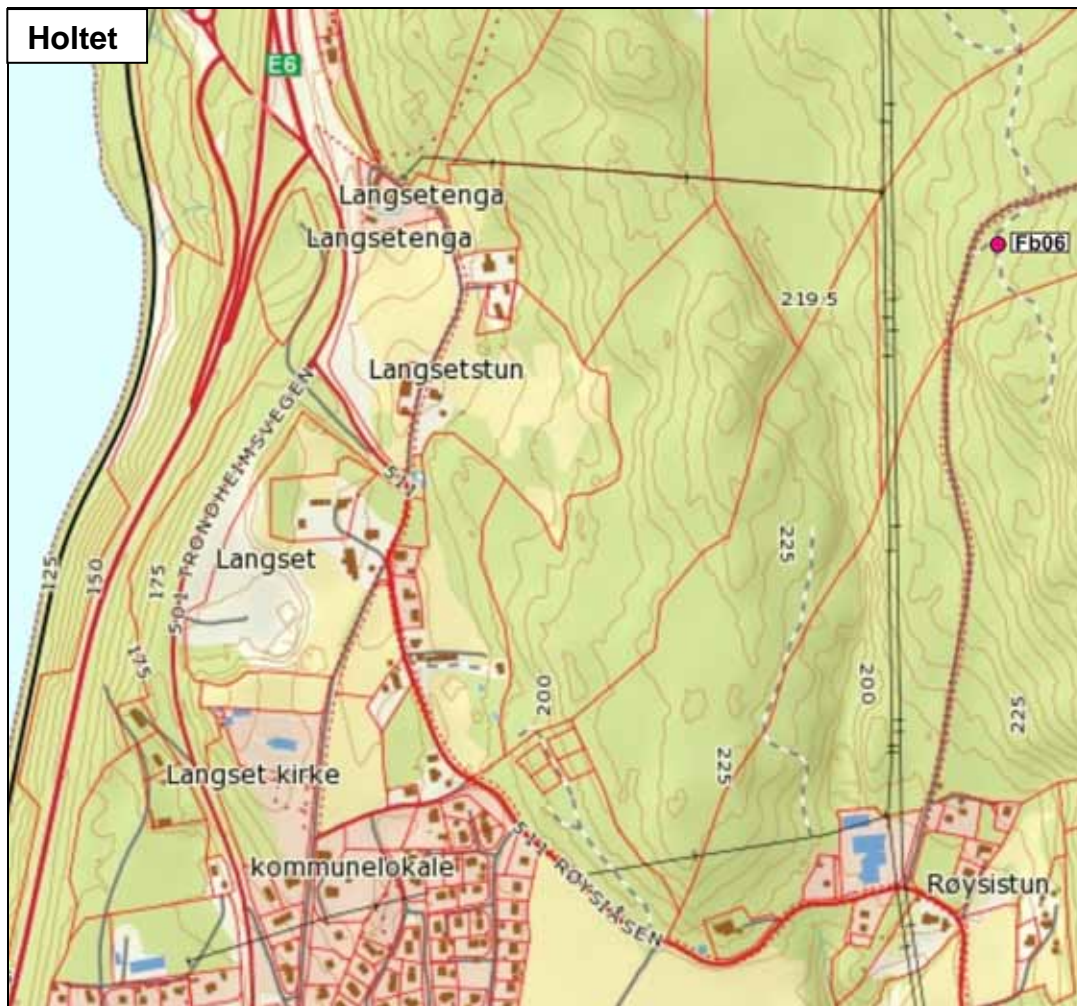 Holtet
E6
Langsetenga
Langsetenga
Fb06
219.5
Langsetstun
501 TRONDHEIMSVEGEN
511
Langset
125
150
175
175
225
200
200
225
225
Langset kirke
511 RØYSIÅSEN
kommunelokale
Røysistun